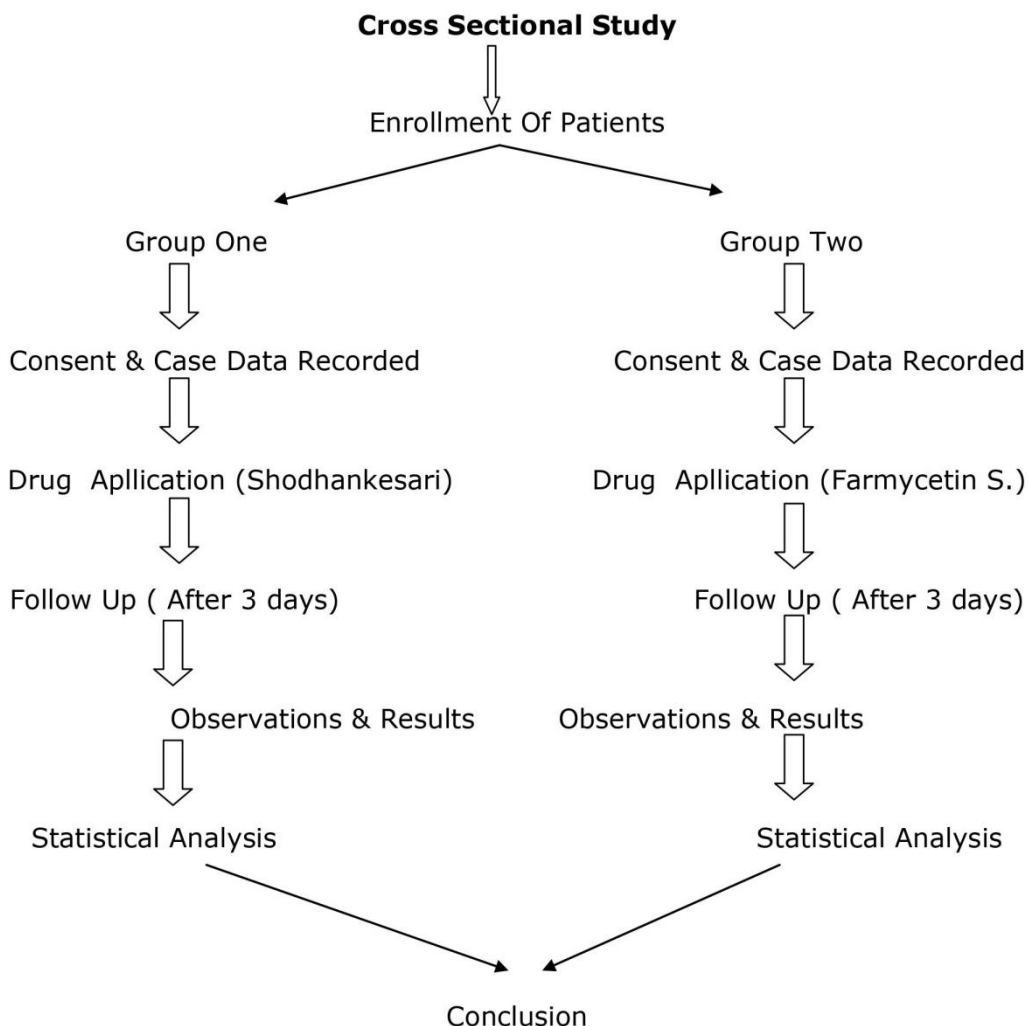 Cross Sectional Study
Enrollment Of Patients
Group One
Group Two
Consent & Case Data Recorded
Consent & Case Data Recorded
Drug Apllication (Shodhankesari)
Drug Apllication (Farmycetin S.)
Follow Up ( After 3 days)
Follow Up ( After 3 days)
Observations & Results
Observations & Results
Statistical Analysis
Statistical Analysis
Conclusion